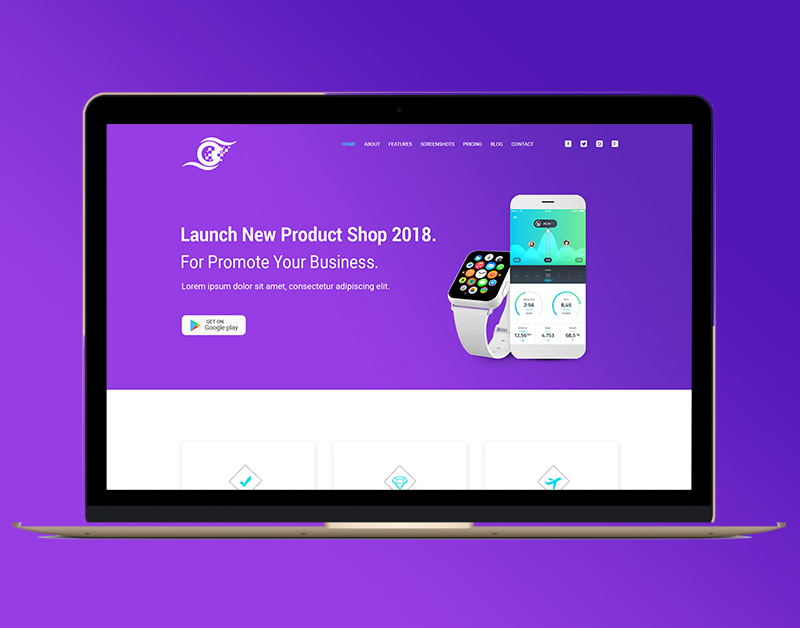 HOME ABOUT FEATURES SCREENSHOTS PRICING BLOG CONTACT
Launch New Product Shop 2018.
For Promote Your Business.
Lorem ipsum dolor sit amet, consectetur adipiscing elit.
GET ON
Google play
2:56
8,45
12,56
4.753
68,5